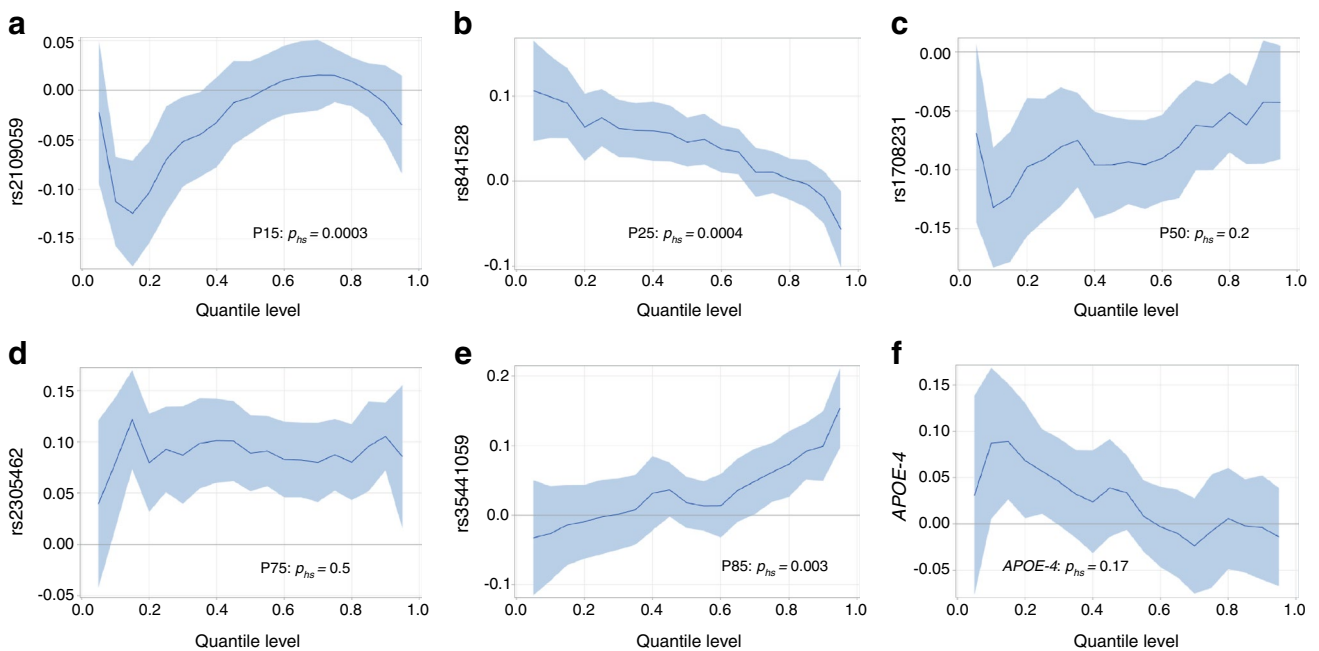 a
rs2109059
0.05
0.00
-0.05
-0.10
-0.15
P15: phs = 0.0003
0.0 0.2 0.4 0.6 0.8 1.0
Quantile level
b
rs841528
0.1
0.0
-0.1
P25: phs = 0.0004
0.0 0.2 0.4 0.6 0.8 1.0
Quantile level
c
rs1708231
0.00
-0.05
-0.10
-0.15
P50: phs = 0.2
0.0 0.2 0.4 0.6 0.8 1.0
Quantile level
d
rs2305462
0.15
0.10
0.05
0.00
-0.05
P75: phs = 0.5
0.0 0.2 0.4 0.6 0.8 1.0
Quantile level
e
rs35441059
0.2
0.1
0.0
-0.1
P85: phs = 0.003
0.0 0.2 0.4 0.6 0.8 1.0
Quantile level
f
APOE-4
0.15
0.10
0.05
0.00
-0.05
APOE-4: phs = 0.17
0.0 0.2 0.4 0.6 0.8 1.0
Quantile level